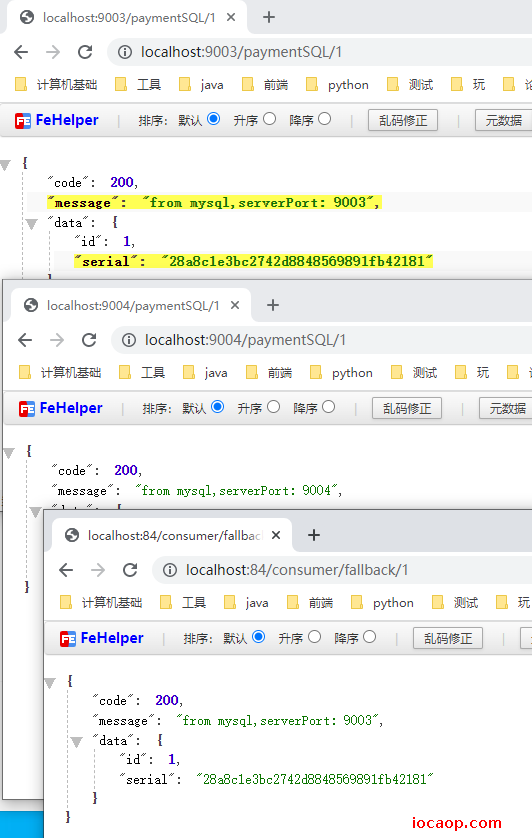 localhost:9003/paymentSQL/1
localhost:9003/paymentSQL/1
计算机基础 工具 java 前端 python 测试 玩
FeHelper 排序: 默认 升序 降序 乱码修正 元数据
{
"code": 200,
"message": "from mysql,serverPort: 9003",
"data": {
"id": 1,
"serial": "28a8c1e3bc2742d8848569891fb42181"
localhost:9004/paymentSQL/1
localhost:9004/paymentSQL/1
计算机基础 工具 java 前端 python 测试 玩
FeHelper 排序: 默认 升序 降序 乱码修正 元数据
{
"code": 200,
"message": "from mysql,serverPort: 9004",
}
localhost:84/consumer/fallbac
localhost:84/consumer/fallback/1
计算机基础 工具 java 前端 python 测试 玩
FeHelper 排序: 默认 升序 降序 乱码修正
{
"code": 200,
"message": "from mysql,serverPort: 9003",
"data": {
"id": 1,
"serial": "28a8c1e3bc2742d8848569891fb42181"
}
}
iocaop.com